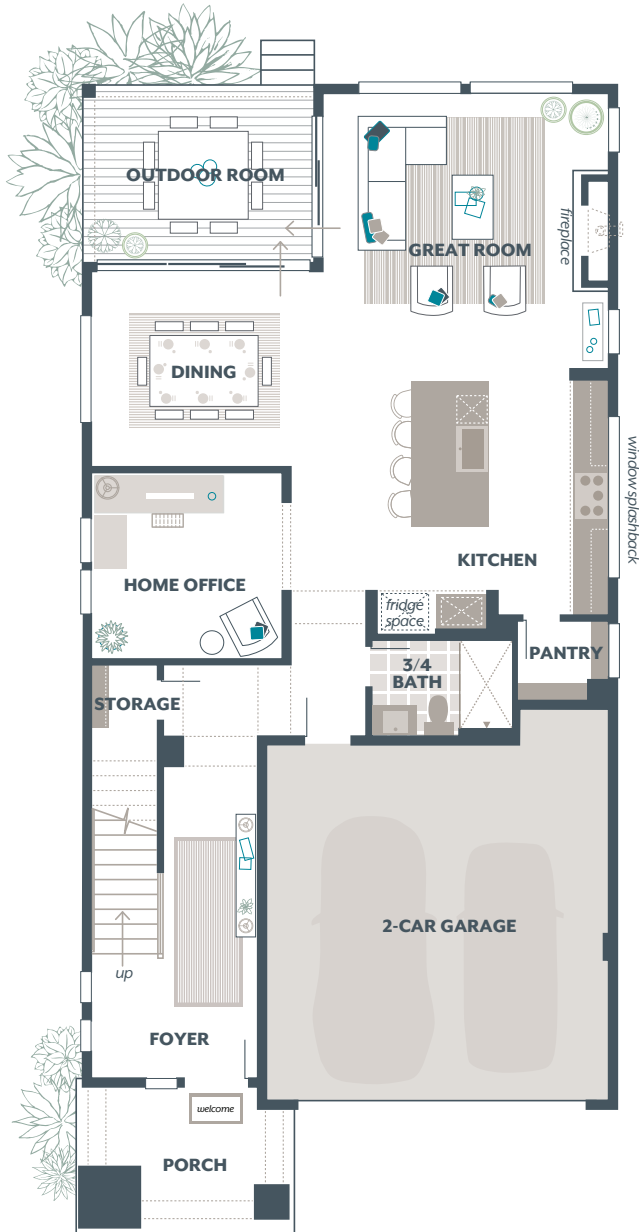 OUTDOOR ROOM
GREAT ROOM
fireplace
DINING
window splashback
KITCHEN
HOME OFFICE
fridge
space
PANTRY
3/4
BATH
STORAGE
2-CAR GARAGE
up
FOYER
welcome
PORCH